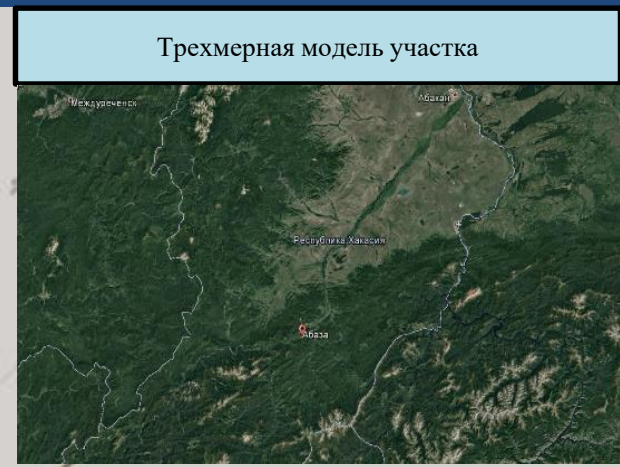 Трехмерная модель участка
Междуреченск
Абакан
Республика Хакасия
Абаза